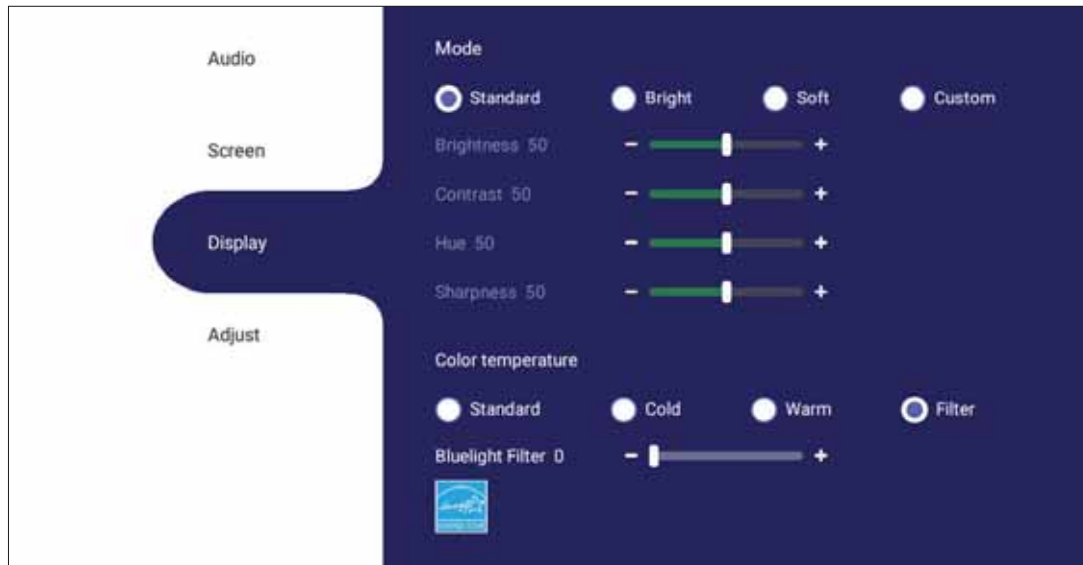 Audio
Screen
Display
Adjust
Mode
Standard Bright Soft Custom
Brightness 50 - +
Contrast 50 - +
Hue 50 - +
Sharpness 50 - +
Color temperature
Standard Cold Warm Filter
Bluelight Filter 0 - +